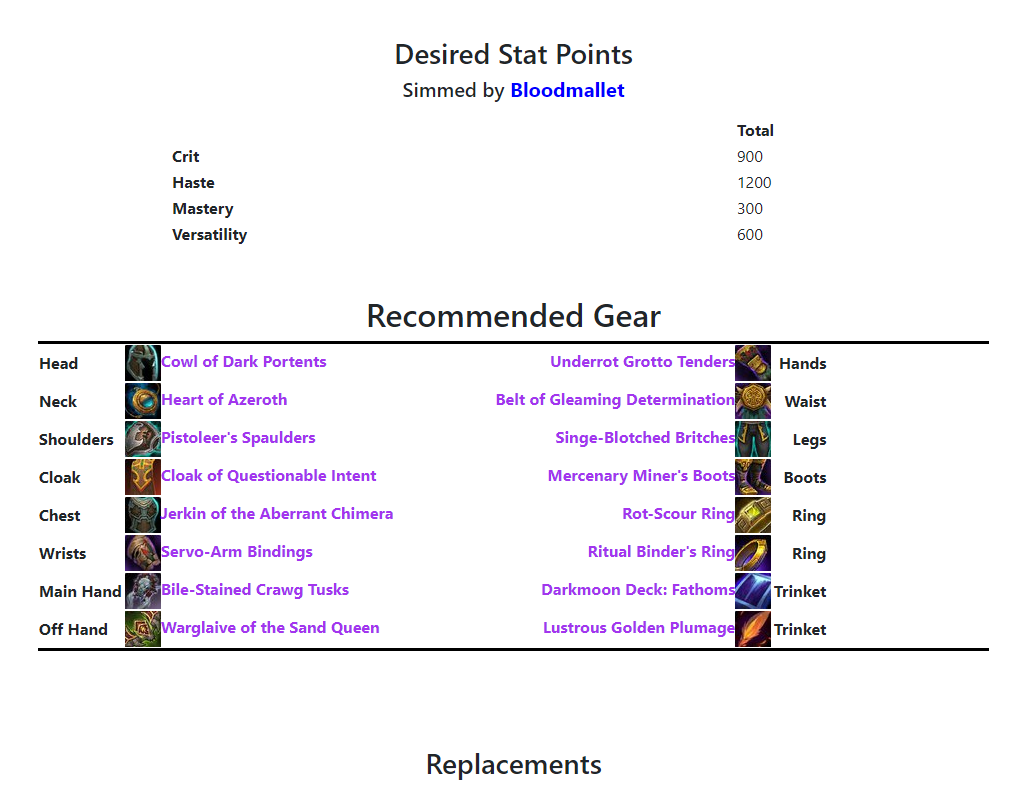 Desired Stat Points
Simmed by Bloodmallet
Total
Crit 900
Haste 1200
Mastery 300
Versatility 600
Recommended Gear
Head Cowl of Dark Portents Underrot Grotto Tenders Hands
Neck Heart of Azeroth Belt of Gleaming Determination Waist
Shoulders Pistoleer's Spaulders Singe-Blotched Britches Legs
Cloak Cloak of Questionable Intent Mercenary Miner's Boots Boots
Chest Jerkin of the Aberrant Chimera Rot-Scour Ring Ring
Wrists Servo-Arm Bindings Ritual Binder's Ring Ring
Main Hand Bile-Stained Crawg Tusks Darkmoon Deck: Fathoms Trinket
Off Hand Warglaive of the Sand Queen Lustrous Golden Plumage Trinket
Replacements